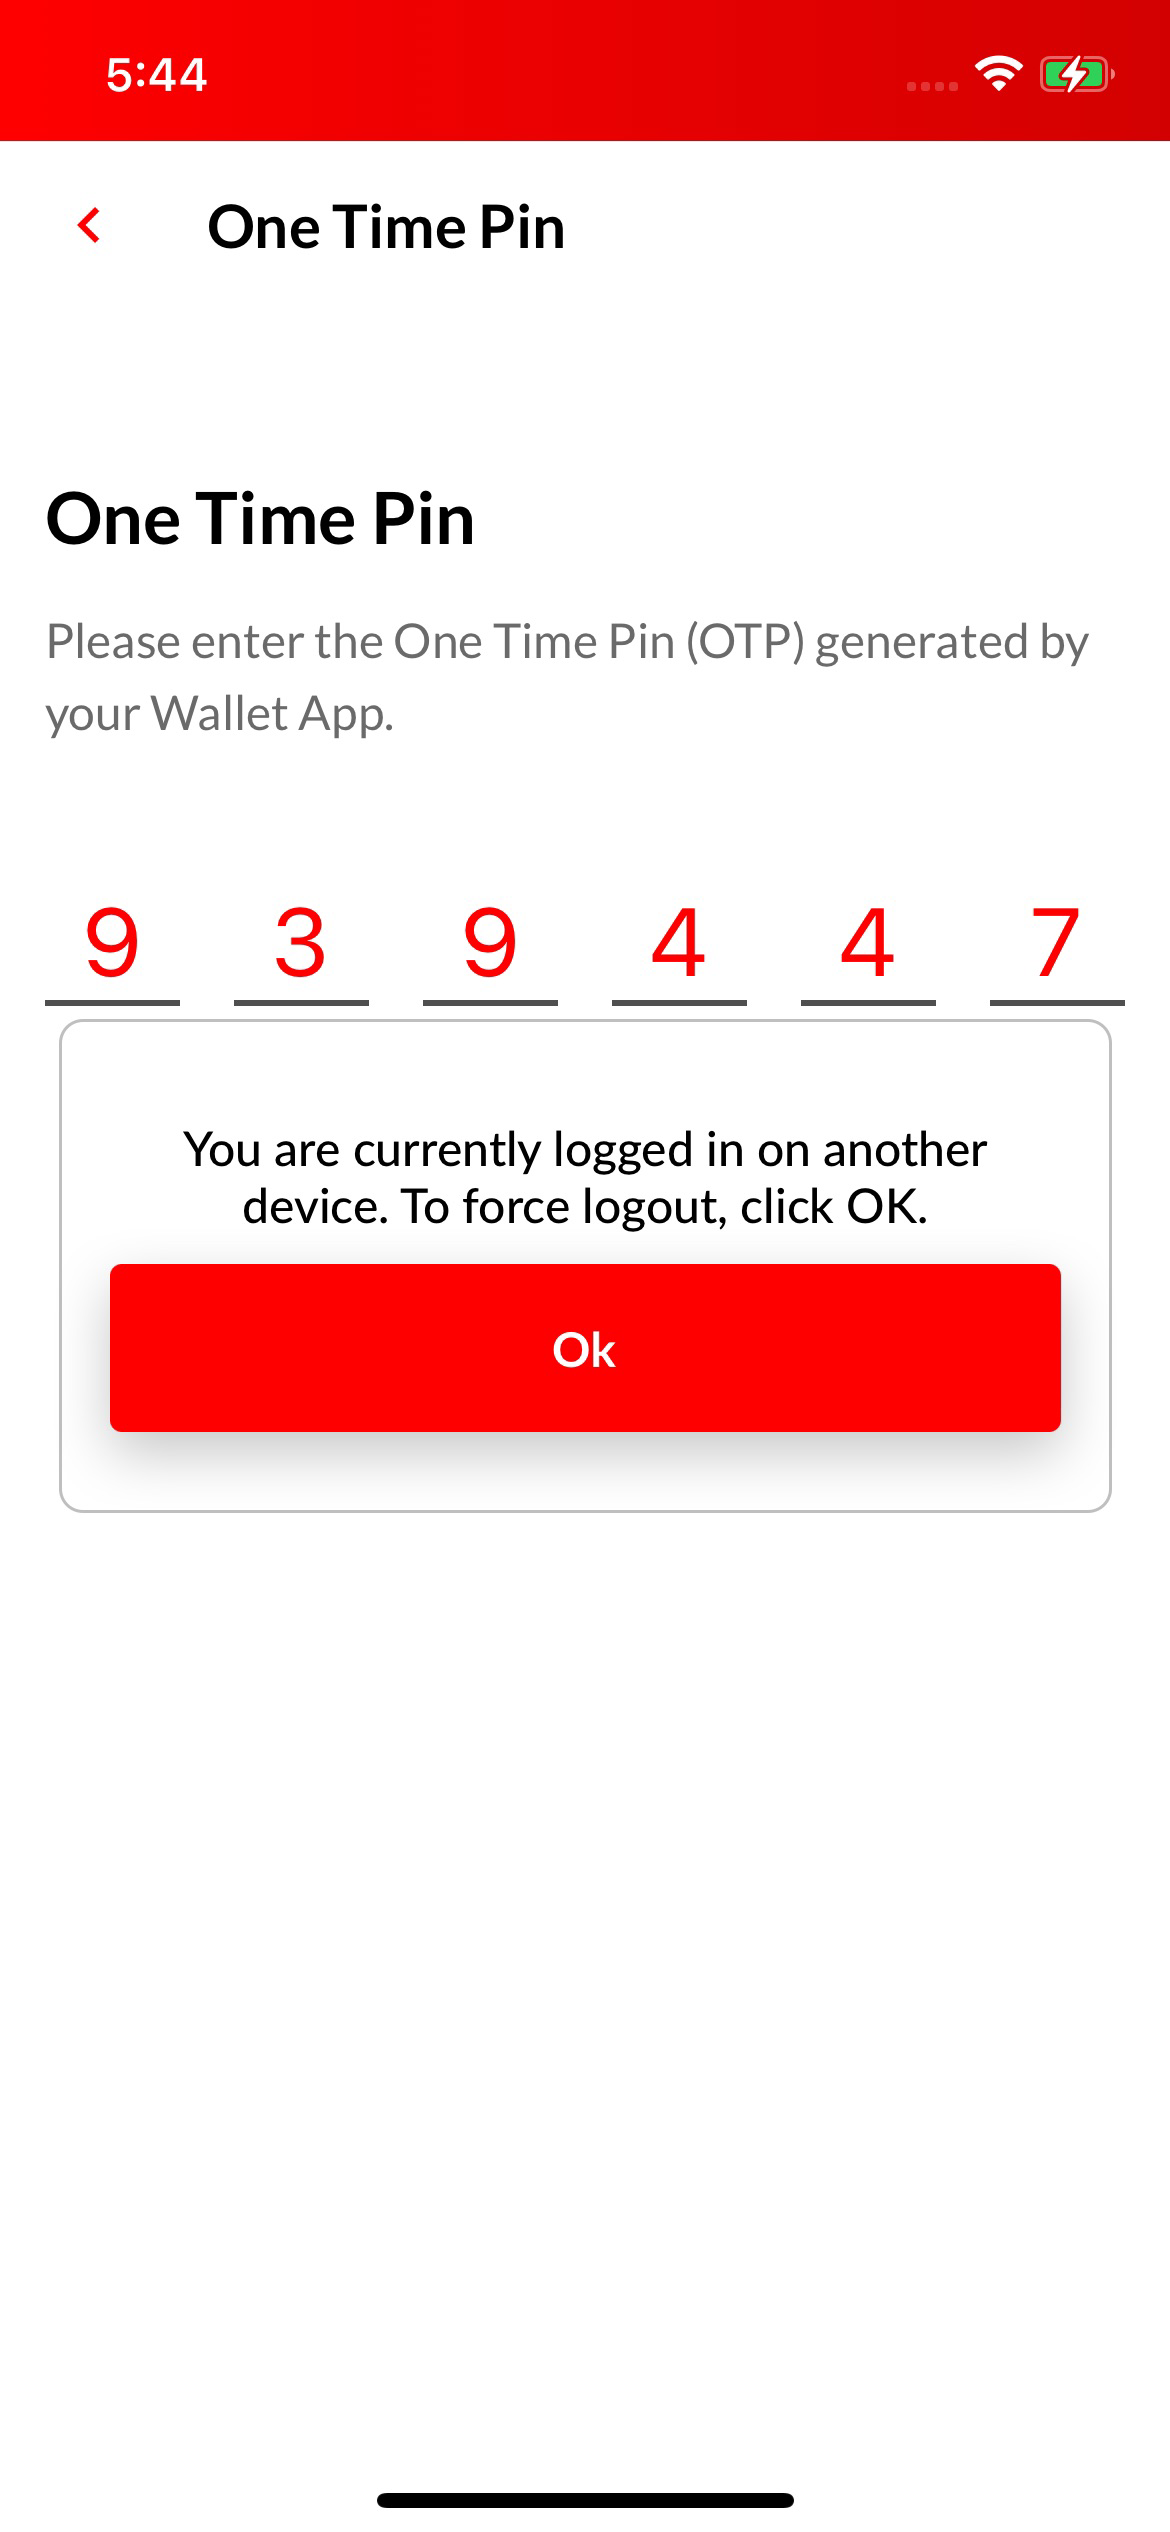 5:44
One Time Pin
One Time Pin
Please enter the One Time Pin (OTP) generated by
your Wallet App.
9 3 9 4 4 7
You are currently logged in on another
device. To force logout, click OK.
Ok